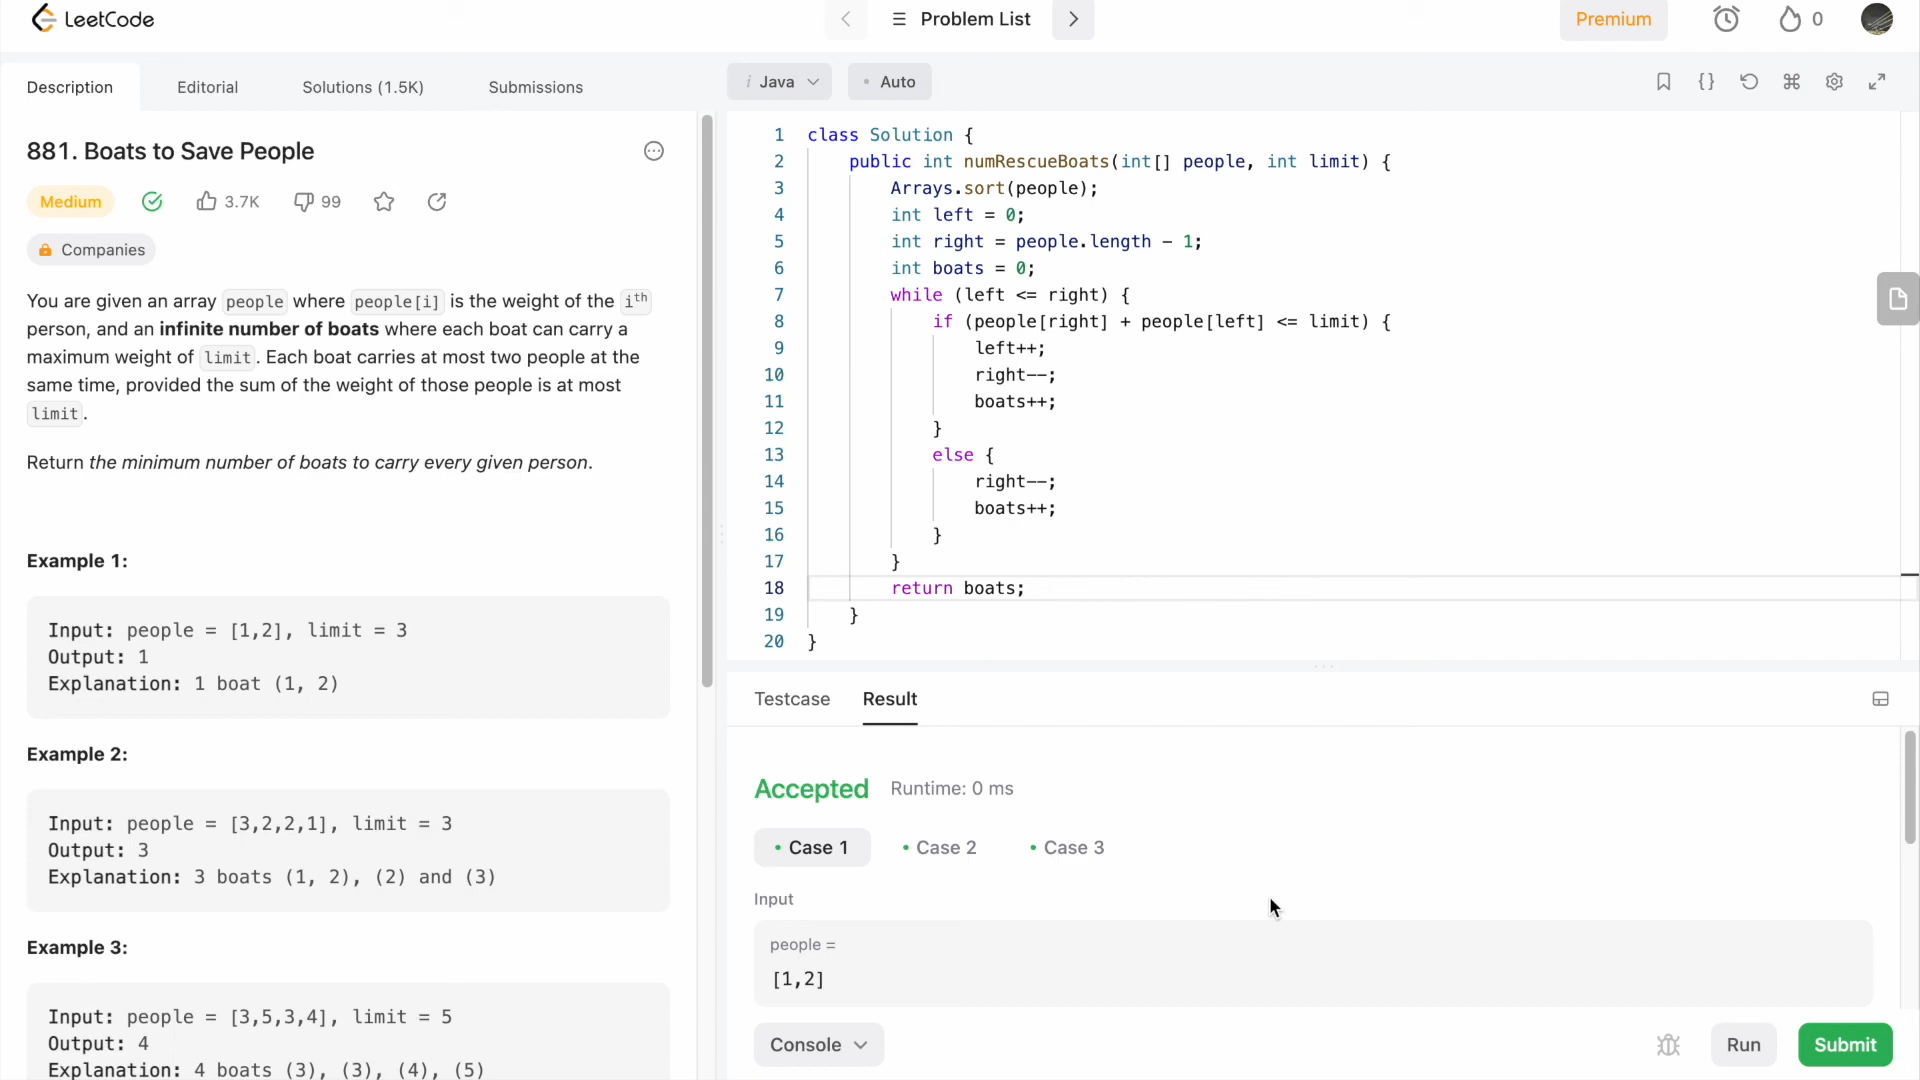 LeetCode
Problem List
Premium
0
Description
Editorial
Solutions (1.5K)
Submissions
881. Boats to Save People
Medium
3.7K
99
Companies
You are given an array people where people[i] is the weight of the ith
person, and an infinite number of boats where each boat can carry a
maximum weight of limit. Each boat carries at most two people at the
same time, provided the sum of the weight of those people is at most
limit.
Return the minimum number of boats to carry every given person.
Example 1:
Input: people = [1,2], limit = 3
Output: 1
Explanation: 1 boat (1, 2)
Example 2:
Input: people = [3,2,2,1], limit = 3
Output: 3
Explanation: 3 boats (1, 2), (2) and (3)
Example 3:
Input: people = [3,5,3,4], limit = 5
Output: 4
Explanation: 4 boats (3), (3), (4), (5)
i Java
• Auto
1 class Solution {
2 public int numRescueBoats(int[] people, int limit) {
3 Arrays.sort(people);
4 int left = 0;
5 int right = people.length - 1;
6 int boats = 0;
7 while (left <= right) {
8 if (people[right] + people[left] <= limit) {
9 left++;
10 right--;
11 boats++;
12 }
13 else {
14 right--;
15 boats++;
16 }
17 }
18 return boats;
19 }
20 }
Testcase
Result
Accepted Runtime: 0 ms
• Case 1 • Case 2 • Case 3
Input
people =
[1,2]
Console
Run
Submit